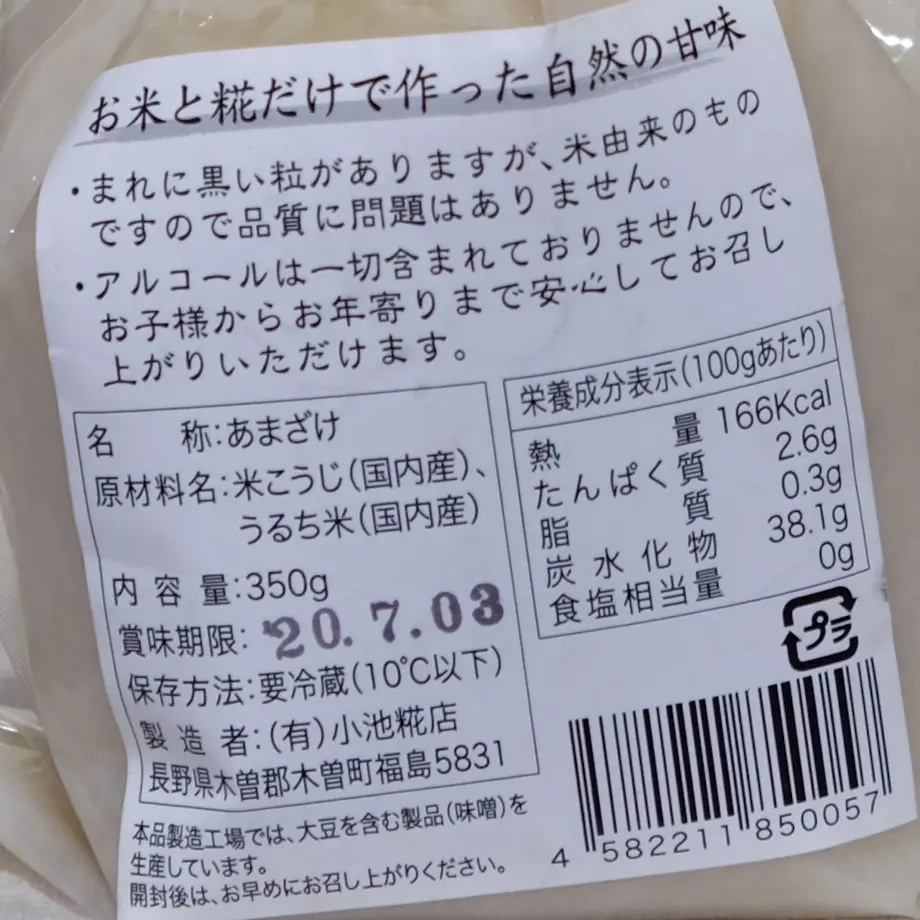 お米と糀だけで作った自然の甘味
・まれに黒い粒がありますが、米由来のもの
ですので品質に問題はありません。
・アルコールは一切含まれておりませんので、
お子様からお年寄りまで安心してお召し
上がりいただけます。
名称:あまざけ
原材料名:米こうじ(国内産)、
うるち米(国内産)
内容量:350g
賞味期限:'20.7.03
保存方法:要冷蔵(10℃以下)
製造者:(有)小池糀店
長野県木曽郡木曽町福島5831
栄養成分表示(100gあたり)
熱量 166Kcal
たんぱく質 2.6g
脂質 0.3g
炭水化物 38.1g
食塩相当量 0g
プラ
本品製造工場では、大豆を含む製品(味噌)を
生産しています。
開封後は、お早めにお召し上がりください。
4 582211 850057